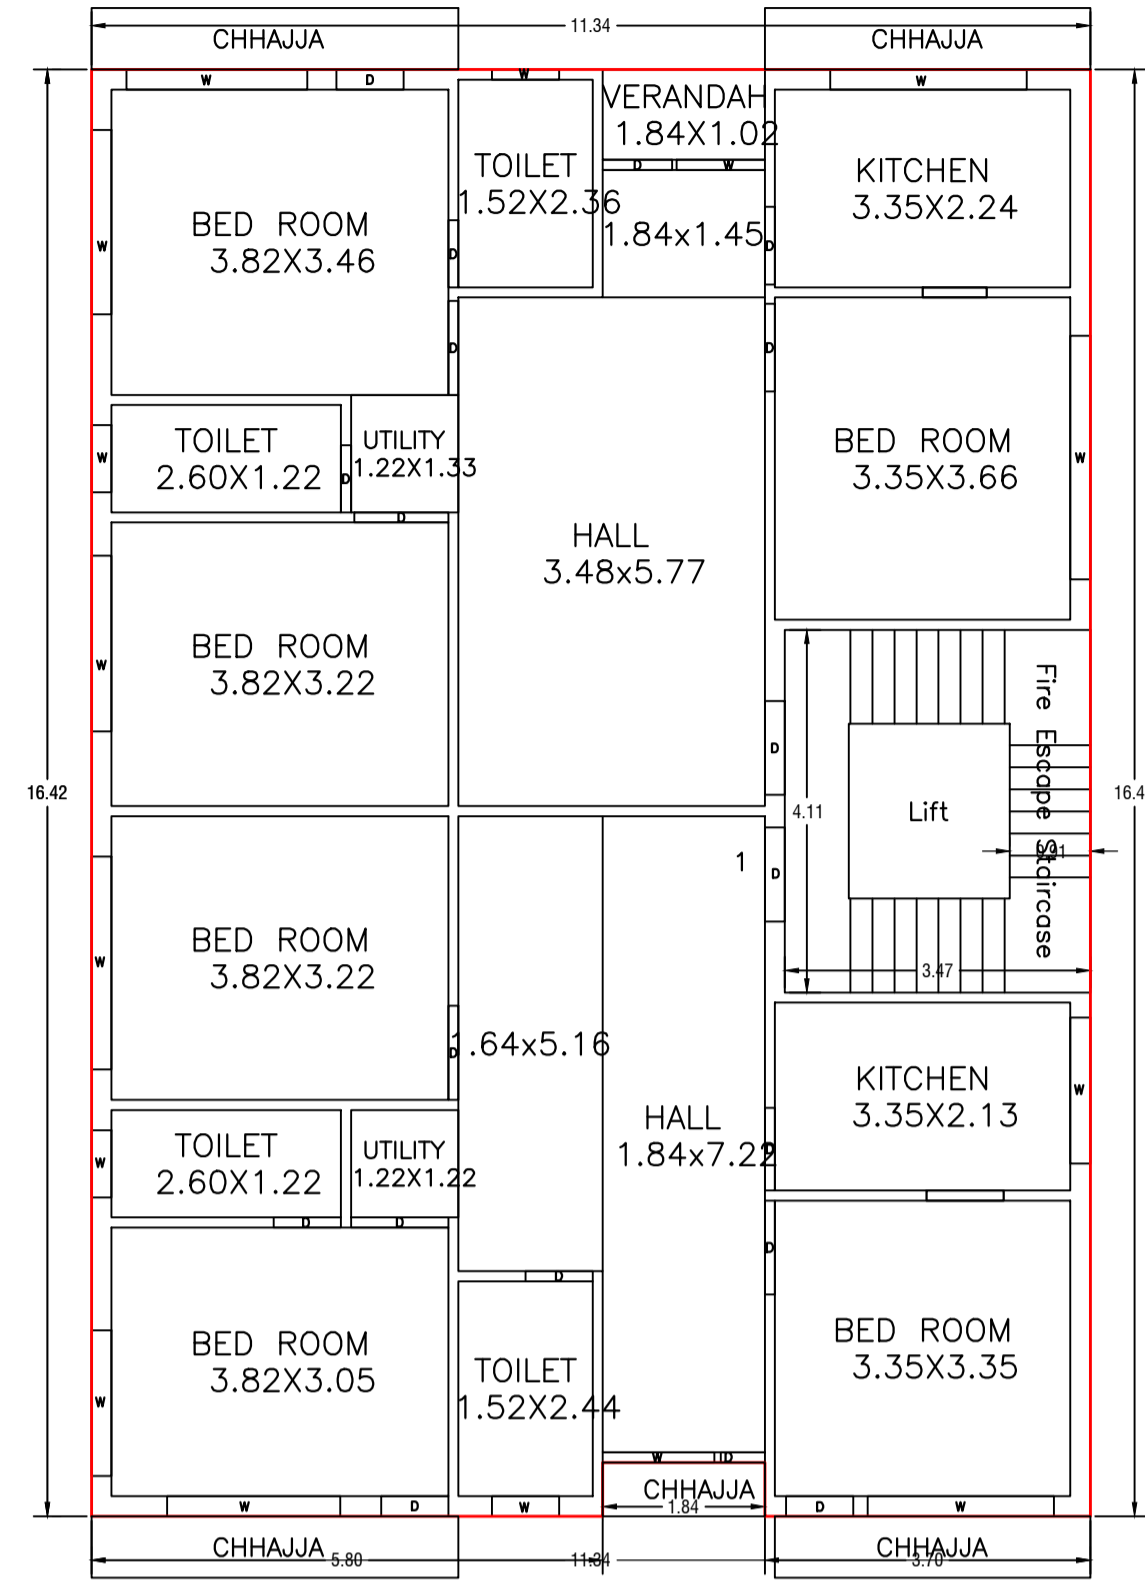 11.34
CHHAJJA
CHHAJJA
W
D
W
W
VERANDAH
1.84X1.02
D
W
TOILET
1.52X2.36
KITCHEN
3.35X2.24
BED ROOM
3.82X3.46
1.84x1.45
W
D
D
D
D
TOILET
2.60X1.22
UTILITY
1.22X1.33
BED ROOM
3.35X3.66
W
W
D
D
HALL
3.48x5.77
BED ROOM
3.82X3.22
W
Fire Escape Staircase
D
16.42
16.4
4.11
Lift
1
D
BED ROOM
3.82X3.22
W
3.47
1.64x5.16
D
KITCHEN
3.35X2.13
W
HALL
1.84x7.22
D
TOILET
2.60X1.22
UTILITY
1.22X1.22
W
D
D
D
D
BED ROOM
3.82X3.05
W
TOILET
1.52X2.44
BED ROOM
3.35X3.35
W
D
CHHAJJA
1.84
W
D
W
D
W
CHHAJJA
5.80
11.34
CHHAJJA
3.70